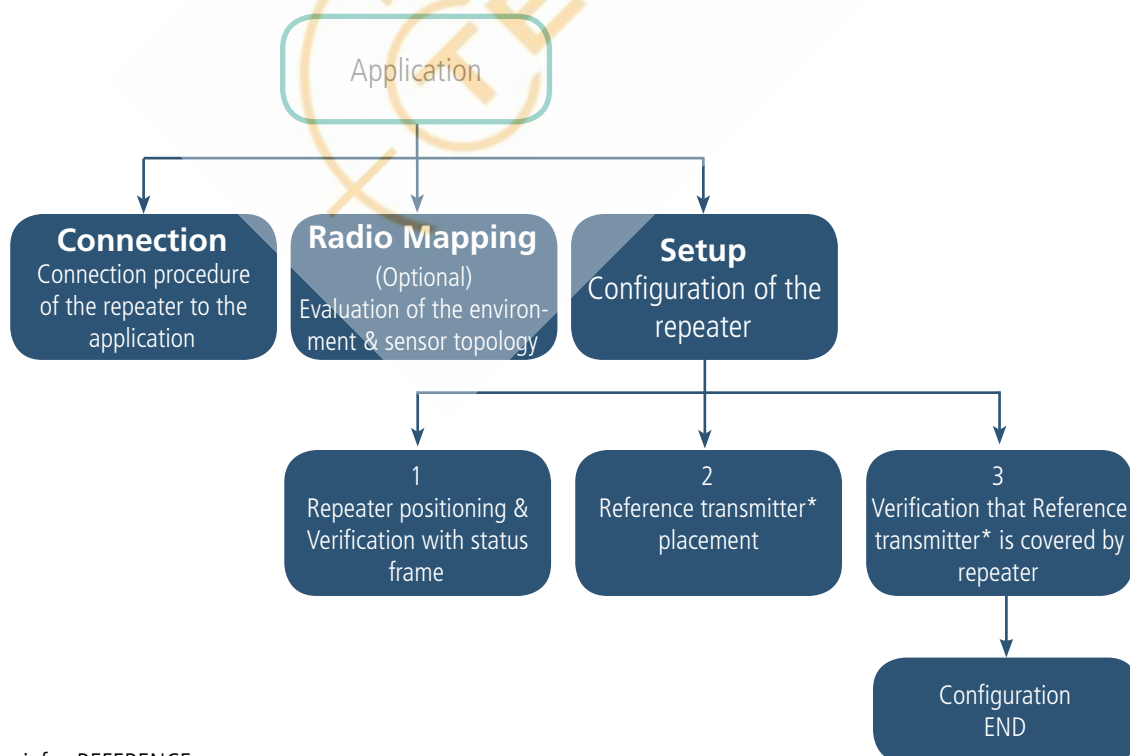 Application
Connection
Connection procedure
of the repeater to the
application
Radio Mapping
(Optional)
Evaluation of the environ-
ment & sensor topology
Setup
Configuration of the
repeater
1
Repeater positioning &
Verification with status
frame
2
Reference transmitter*
placement
3
Verification that Reference
transmitter* is covered by
repeater
Configuration
END